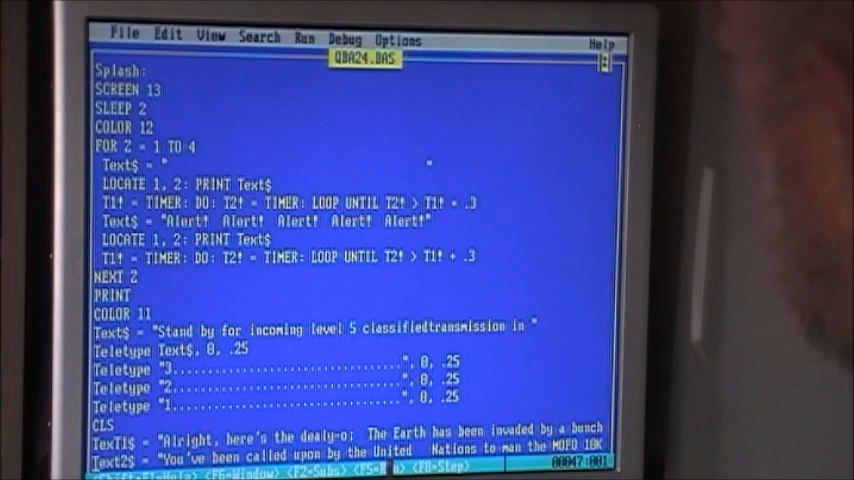 File Edit View Search Run Debug Options Help
QBA24.BAS
Splash:
SCREEN 13
SLEEP 2
COLOR 12
FOR Z = 1 TO 4
Text$ = " "
LOCATE 1, 2: PRINT Text$
T1! = TIMER: DO: T2! = TIMER: LOOP UNTIL T2! > T1! + .3
Text$ = "Alert! Alert! Alert! Alert! Alert!"
LOCATE 1, 2: PRINT Text$
T1! = TIMER: DO: T2! = TIMER: LOOP UNTIL T2! > T1! + .3
NEXT Z
PRINT
COLOR 11
Text$ = "Stand by for incoming level 5 classifiedtransmission in "
Teletype Text$, 0, .25
Teletype "3.................................", 0, .25
Teletype "2.................................", 0, .25
Teletype "1.................................", 0, .25
CLS
TexT1$ = "Alright, here's the dealy-o; The Earth has been invaded by a bunch
Text2$ = "You've been called upon by the United Nations to man the MOFO 10K
<Shift+F1=Help> <F6=Window> <F2=Subs> <F5=Run> <F8=Step> 00047:001